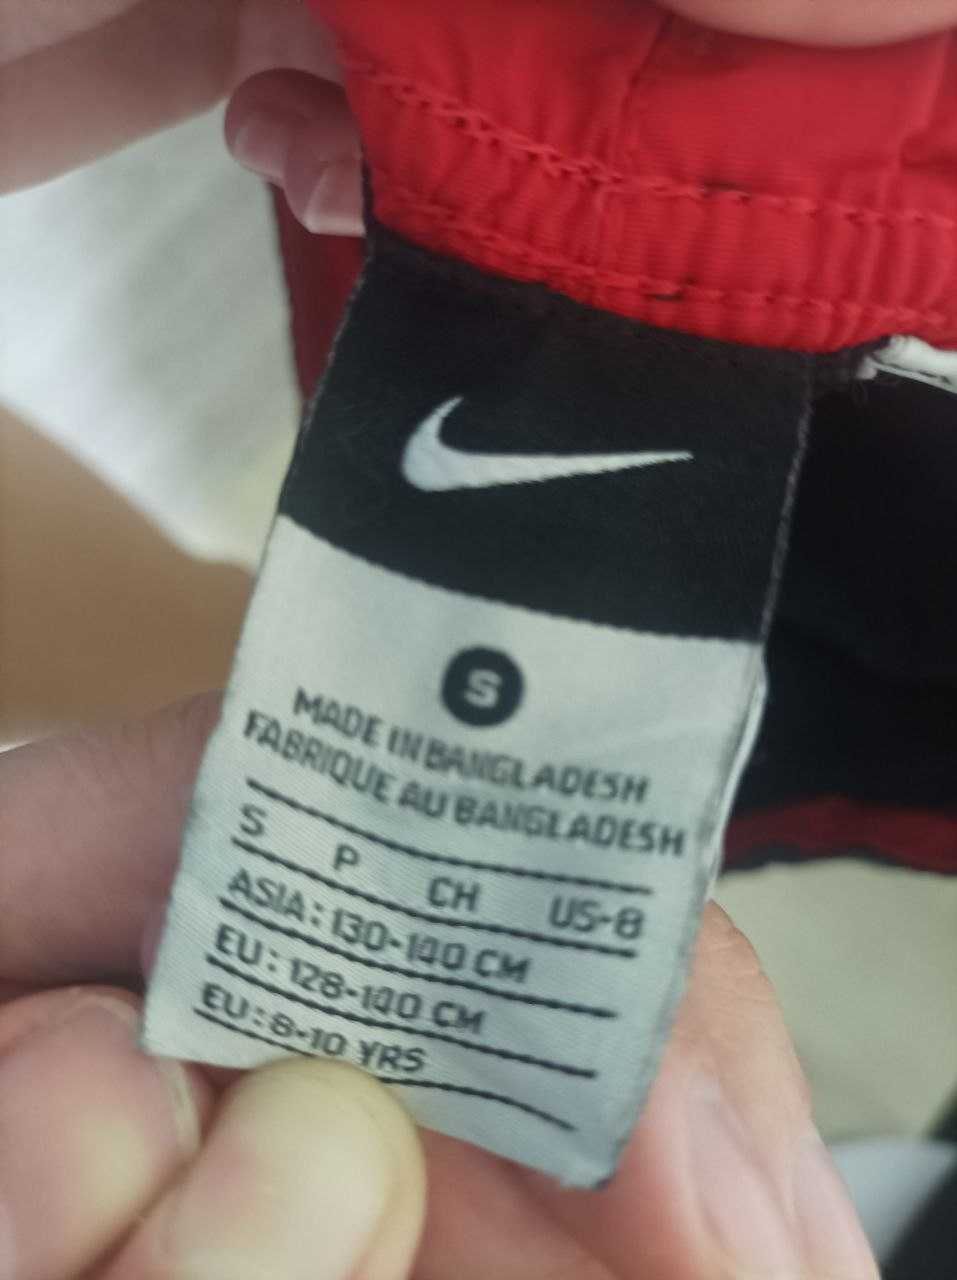 S
MADE IN BANGLADESH
FABRIQUE AU BANGLADESH
S P CH US-8
ASIA: 130-140 CM
EU: 128-140 CM
EU: 8-10 YRS